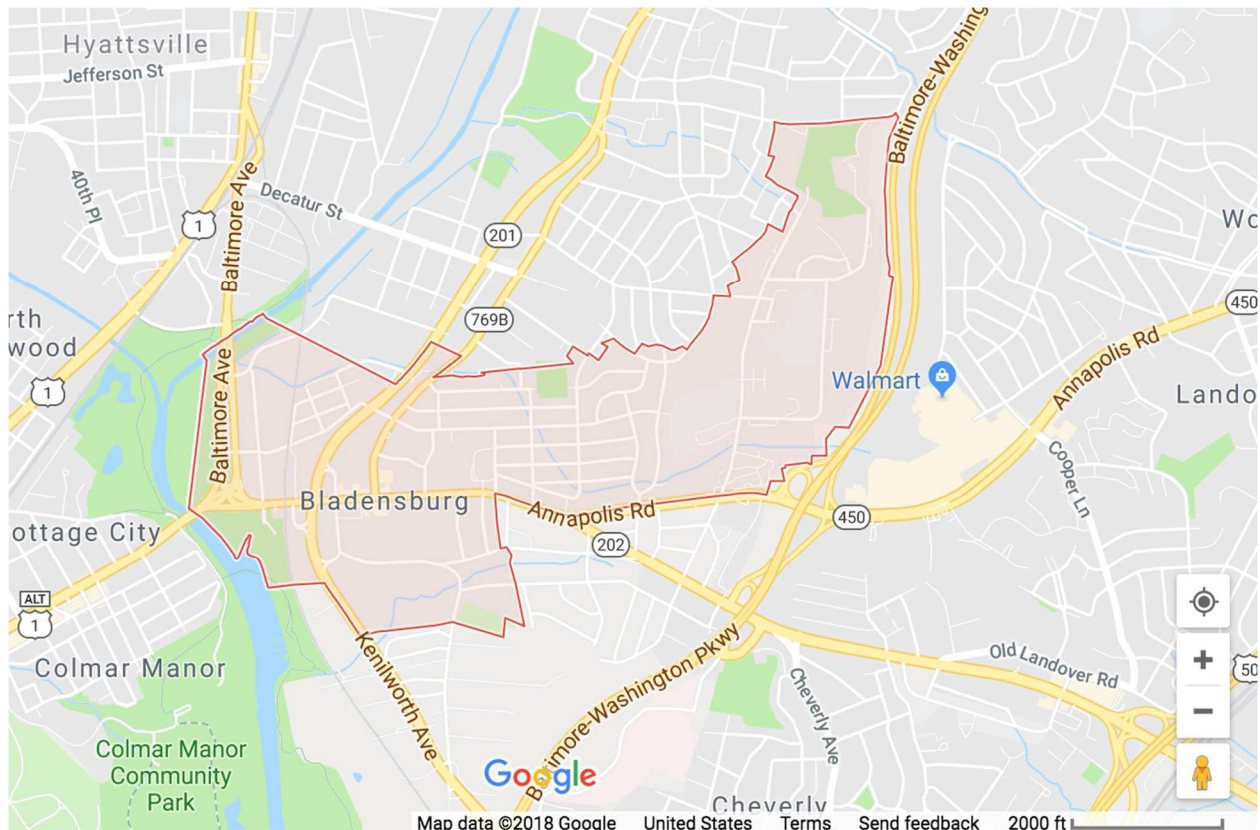 Hyattsville
Jefferson St
Baltimore-Washing
40th Pl
Baltimore Ave
Decatur St
1
201
Wo
450
rth
wood
769B
1
Baltimore Ave
Walmart
Annapolis Rd
Lando
Cooper Ln
Bladensburg
Annapolis Rd
450
ottage City
202
ALT
1
Colmar Manor
Kenilworth Ave
Baltimore-Washington Pkwy
Old Landover Rd
50
Cheverly Ave
Colmar Manor
Community
Park
Google
Cheverly
Map data ©2018 Google United States Terms Send feedback 2000 ft